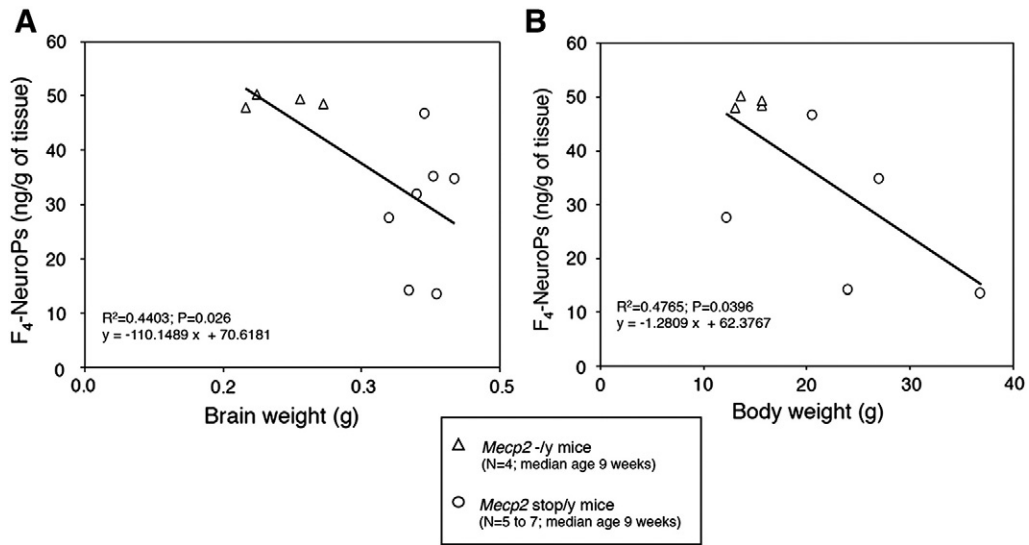 A
F₄-NeuroPs (ng/g of tissue)
60
50
40
30
20
10
0
R²=0.4403; P=0.026
y = -110.1489 x + 70.6181
0.0 0.2 0.3 0.5
Brain weight (g)
B
F₄-NeuroPs (ng/g of tissue)
60
50
40
30
20
10
0
R²=0.4765; P=0.0396
y = -1.2809 x + 62.3767
0 10 20 30 40
Body weight (g)
Mecp2 -/y mice
(N=4; median age 9 weeks)
Mecp2 stop/y mice
(N=5 to 7; median age 9 weeks)